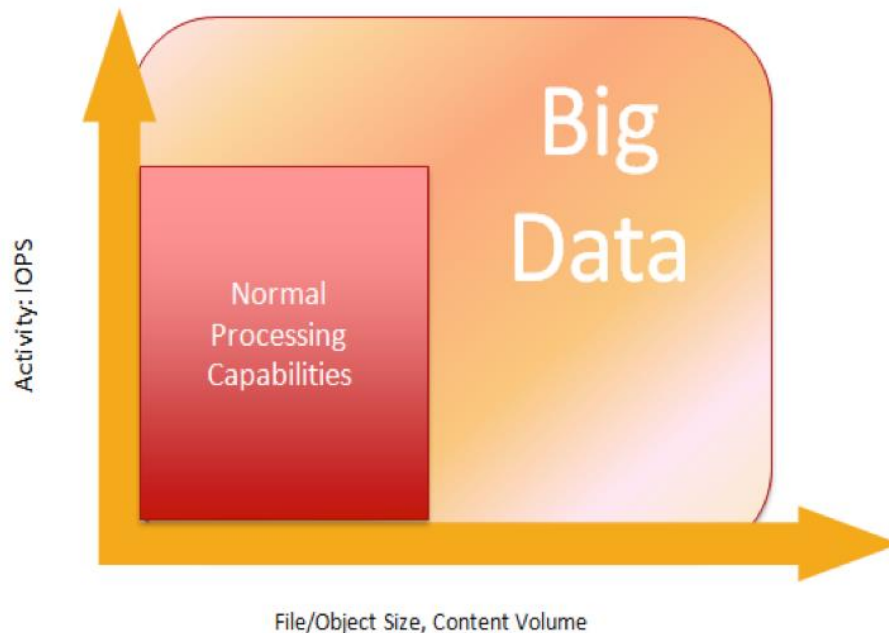 Big
Data
Normal
Processing
Capabilities
Activity: IOPS
File/Object Size, Content Volume